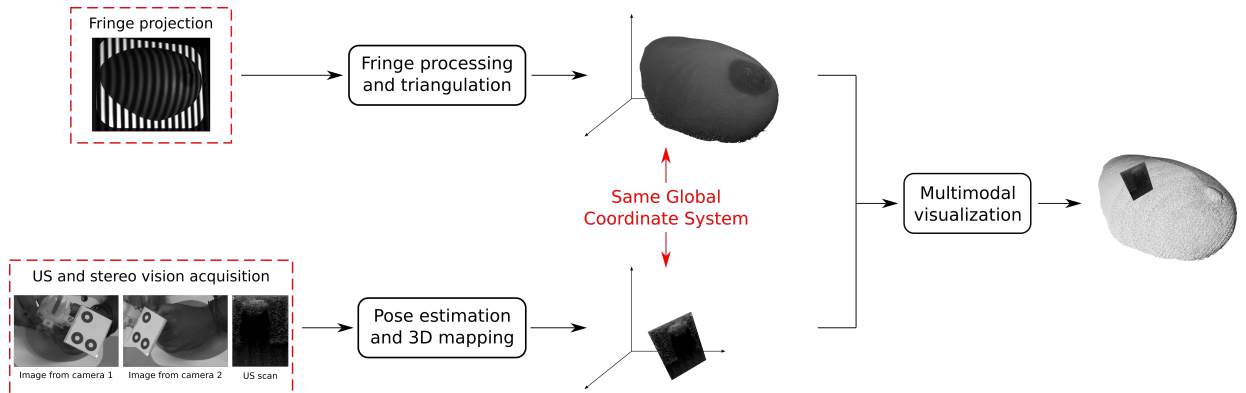 Fringe projection
Fringe processing
and triangulation
Same Global
Coordinate System
Multimodal
visualization
US and stereo vision acquisition
Image from camera 1
Image from camera 2
US scan
Pose estimation
and 3D mapping